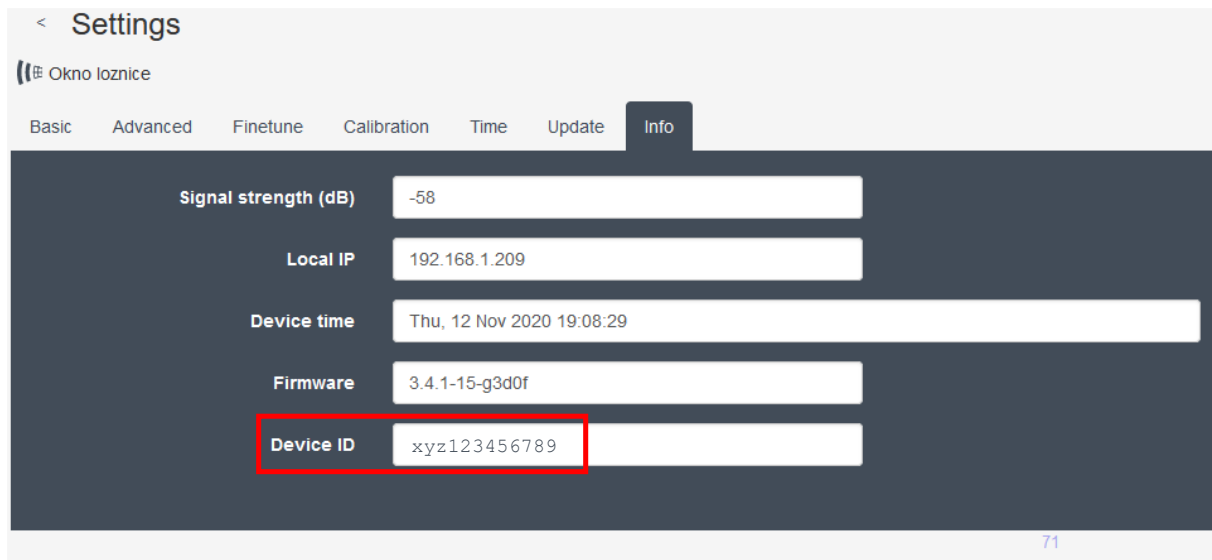 < Settings
Okno loznice
Basic Advanced Finetune Calibration Time Update Info
Signal strength (dB) -58
Local IP 192.168.1.209
Device time Thu, 12 Nov 2020 19:08:29
Firmware 3.4.1-15-g3d0f
Device ID xyz123456789
71